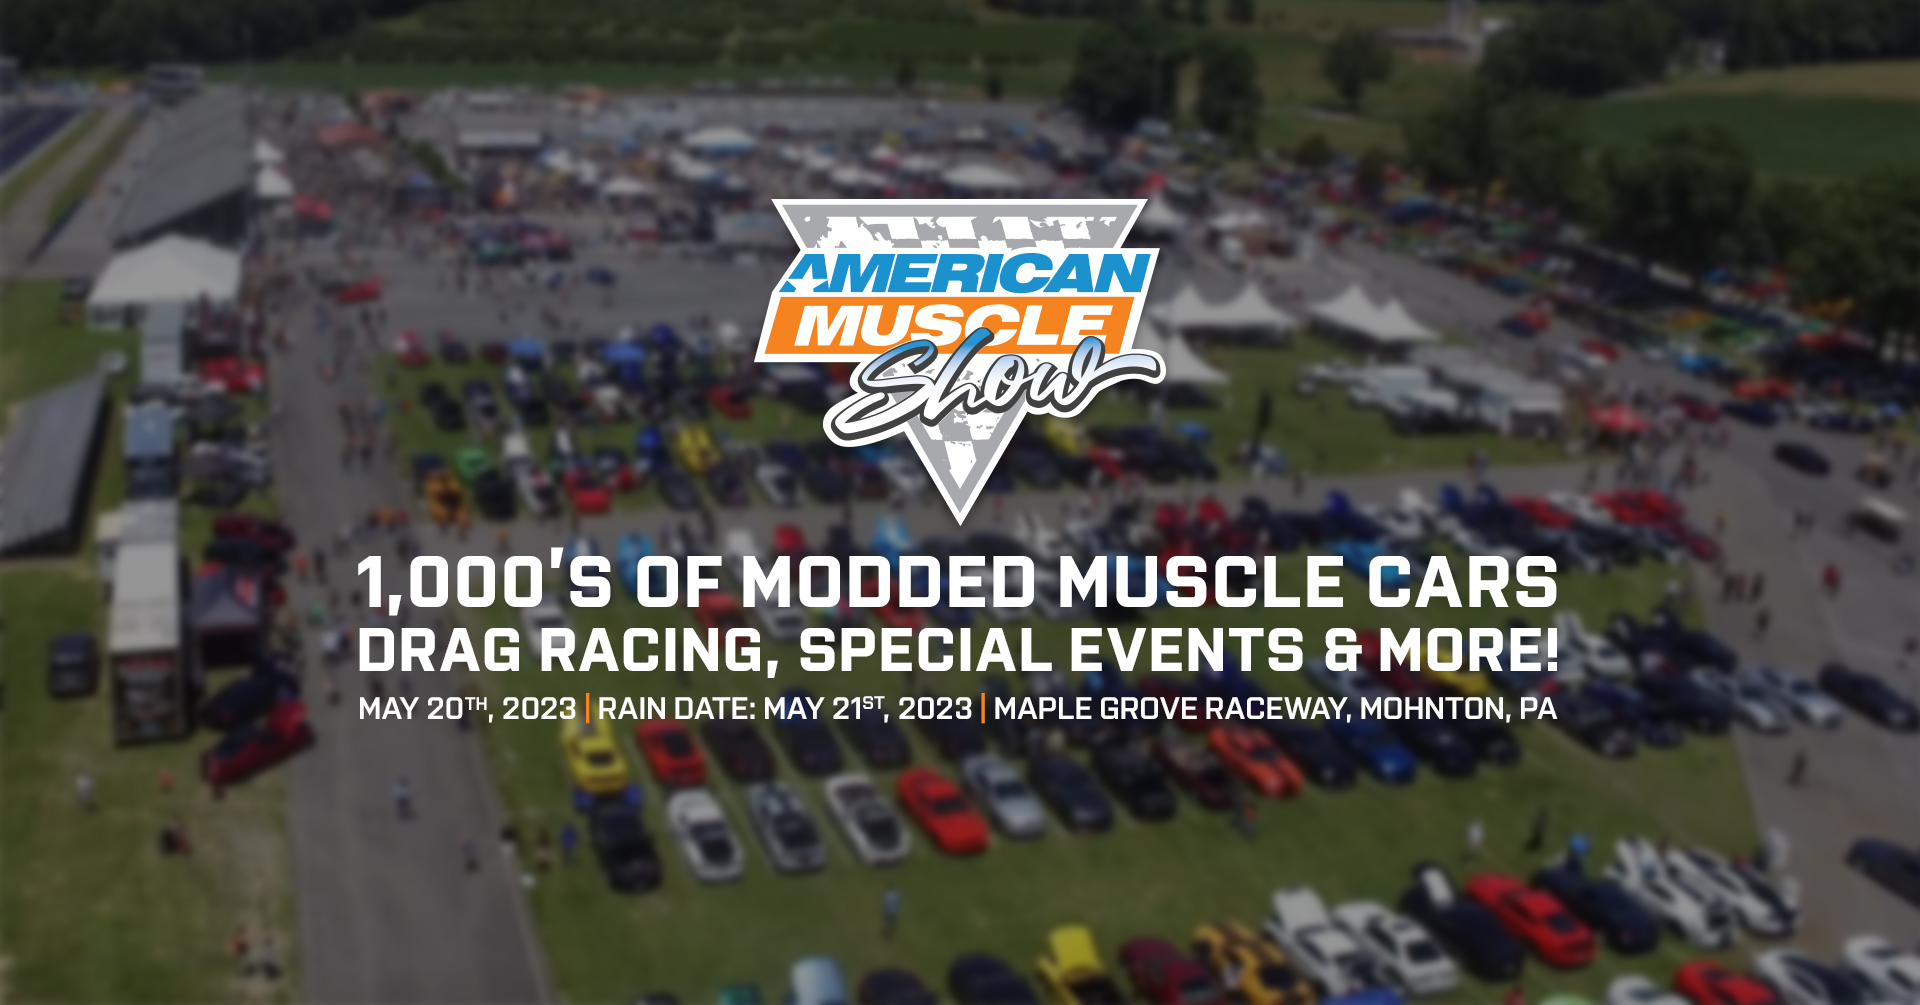 AMERICAN
MUSCLE
Show
1,000'S OF MODDED MUSCLE CARS
DRAG RACING, SPECIAL EVENTS & MORE!
MAY 20TH, 2023 | RAIN DATE: MAY 21ST, 2023 | MAPLE GROVE RACEWAY, MOHNTON, PA